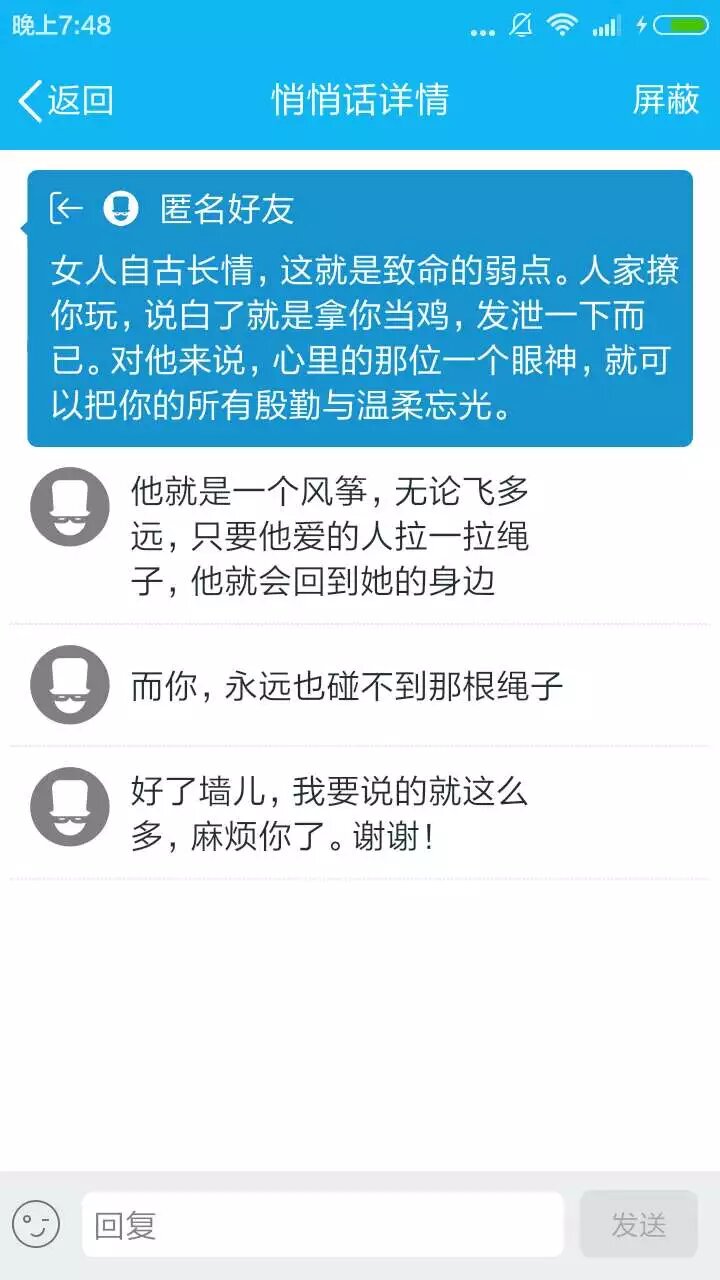 晚上7:48
返回
悄悄话详情
屏蔽
匿名好友
女人自古长情，这就是致命的弱点。人家撩
你玩，说白了就是拿你当鸡，发泄一下而
已。对他来说，心里的那位一个眼神，就可
以把你的所有殷勤与温柔忘光。
他就是一个风筝，无论飞多
远，只要他爱的人拉一拉绳
子，他就会回到她的身边
而你，永远也碰不到那根绳子
好了墙儿，我要说的就这么
多，麻烦你了。谢谢！
回复
发送